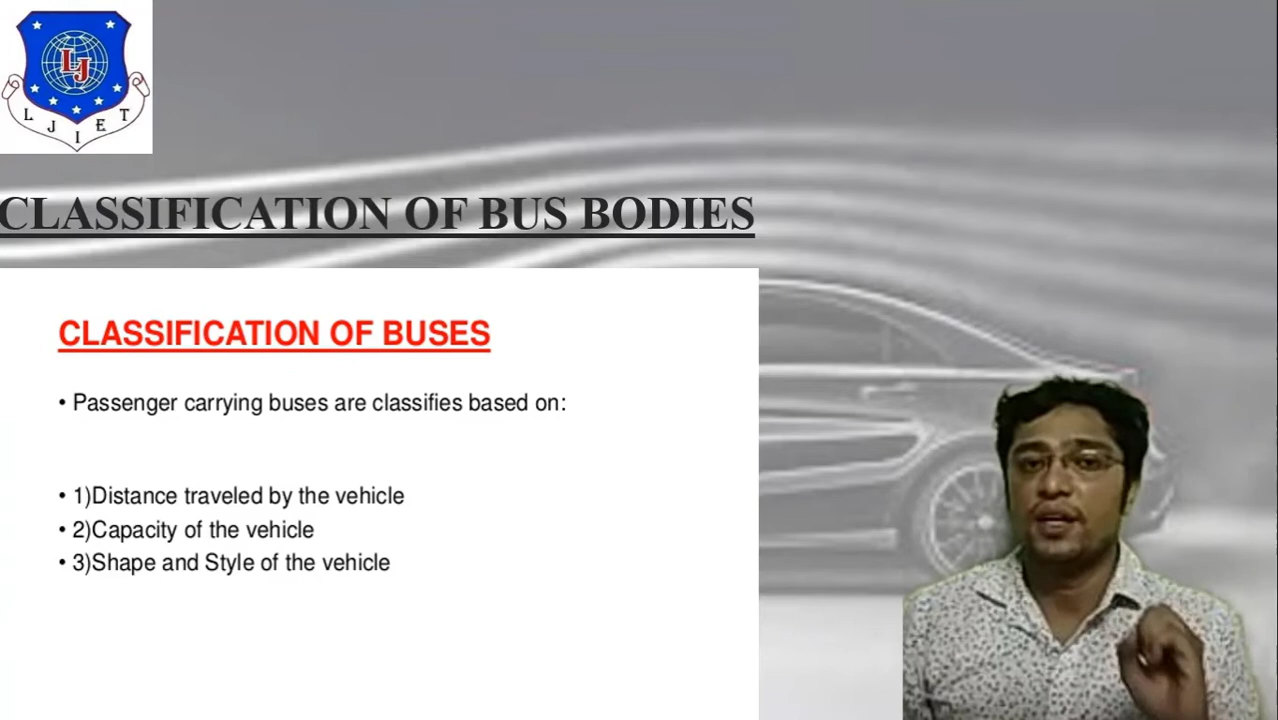 LJ
L J I E T
CLASSIFICATION OF BUS BODIES
CLASSIFICATION OF BUSES
• Passenger carrying buses are classifies based on:
• 1)Distance traveled by the vehicle
• 2)Capacity of the vehicle
• 3)Shape and Style of the vehicle